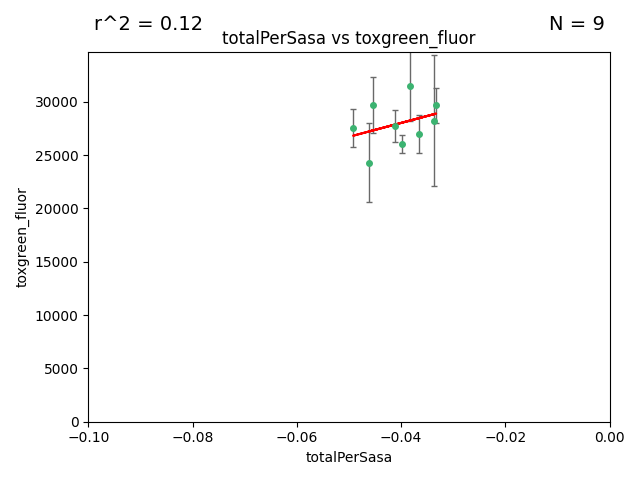 r^2 = 0.12
N = 9
totalPerSasa vs toxgreen_fluor
toxgreen_fluor
30000
25000
20000
15000
10000
5000
0
−0.10
−0.08
−0.06
−0.04
−0.02
0.00
totalPerSasa